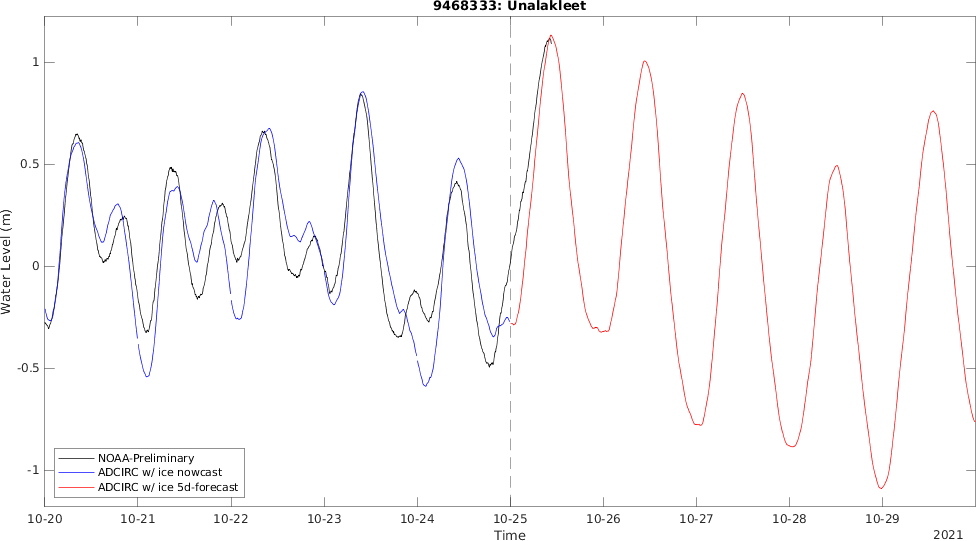 9468333: Unalakleet
Water Level (m)
1
0.5
0
-0.5
-1
NOAA-Preliminary
ADCIRC w/ ice nowcast
ADCIRC w/ ice 5d-forecast
10-20 10-21 10-22 10-23 10-24 10-25 10-26 10-27 10-28 10-29
Time
2021